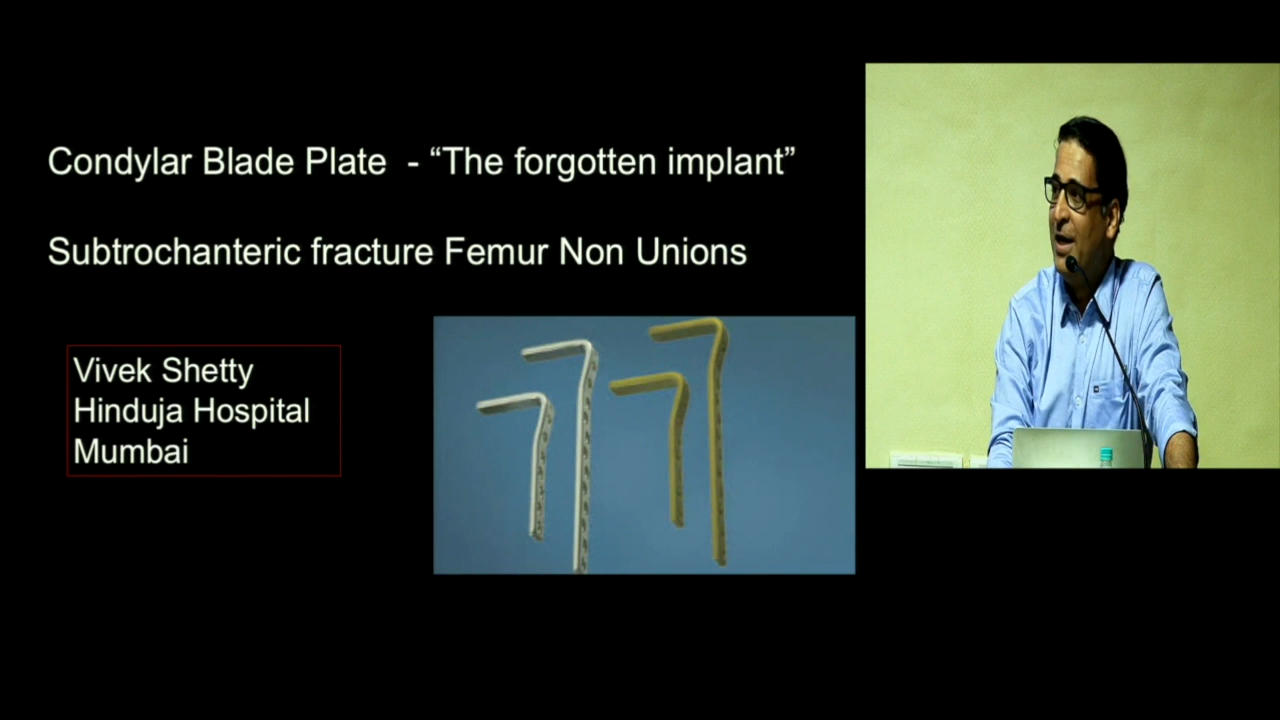 Condylar Blade Plate - “The forgotten implant”
Subtrochanteric fracture Femur Non Unions
Vivek Shetty
Hinduja Hospital
Mumbai